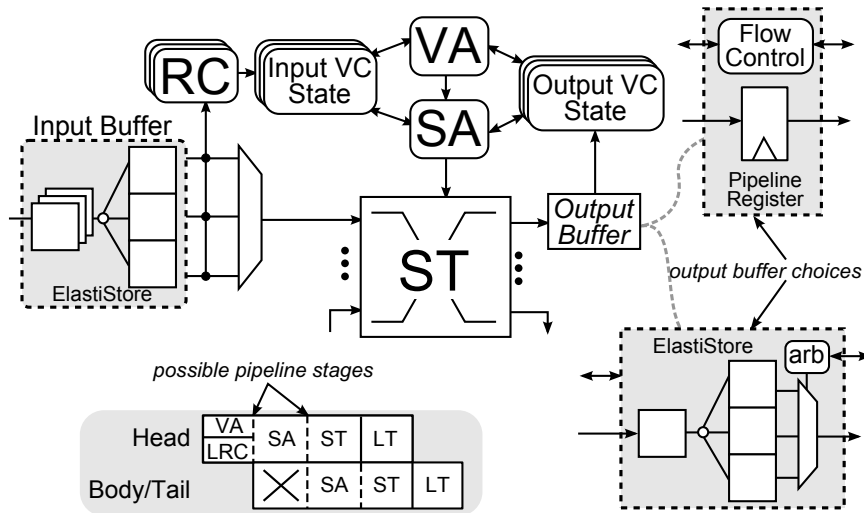 RC
Input VC
State
VA
SA
Output VC
State
Flow
Control
Pipeline
Register
Input Buffer
ElastiStore
ST
Output
Buffer
output buffer choices
ElastiStore
arb
possible pipeline stages
Head
VA
LRC
SA
ST
LT
Body/Tail
SA
ST
LT